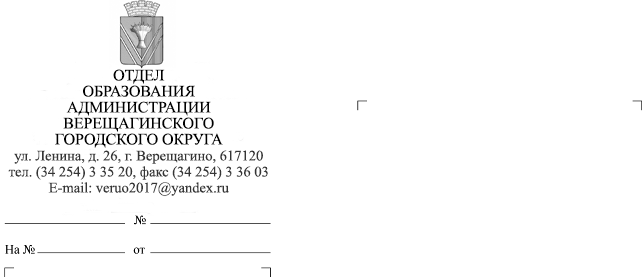 ОТДЕЛ
ОБРАЗОВАНИЯ
АДМИНИСТРАЦИИ
ВЕРЕЩАГИНСКОГО
ГОРОДСКОГО ОКРУГА
ул. Ленина, д. 26, г. Верещагино, 617120
тел. (34 254) 3 35 20, факс (34 254) 3 36 03
E-mail: veruo2017@yandex.ru
№
На № от